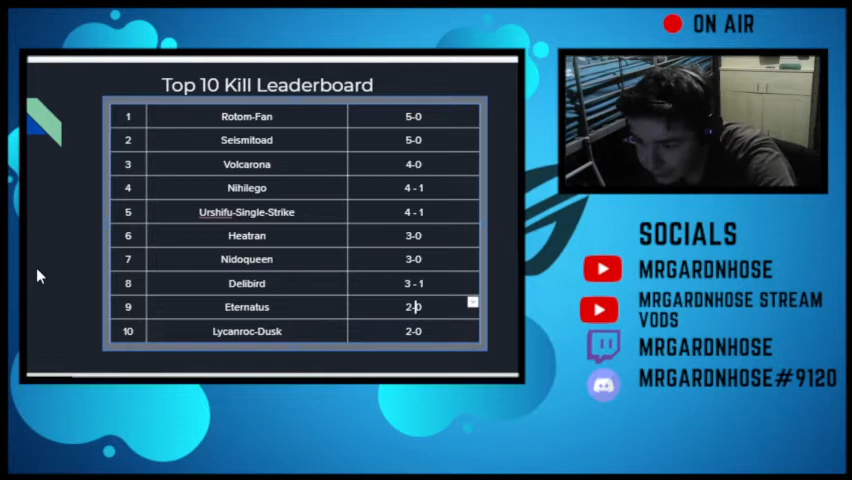 ON AIR
Top 10 Kill Leaderboard
1 Rotom-Fan 5-0
2 Seismitoad 5-0
3 Volcarona 4-0
4 Nihilego 4 - 1
5 Urshifu-Single-Strike 4 - 1
6 Heatran 3-0
7 Nidoqueen 3-0
8 Delibird 3 - 1
9 Eternatus 2-0
10 Lycanroc-Dusk 2-0
SOCIALS
MRGARDNHOSE
MRGARDNHOSE STREAM
VODS
MRGARDNHOSE
MRGARDNHOSE#9120